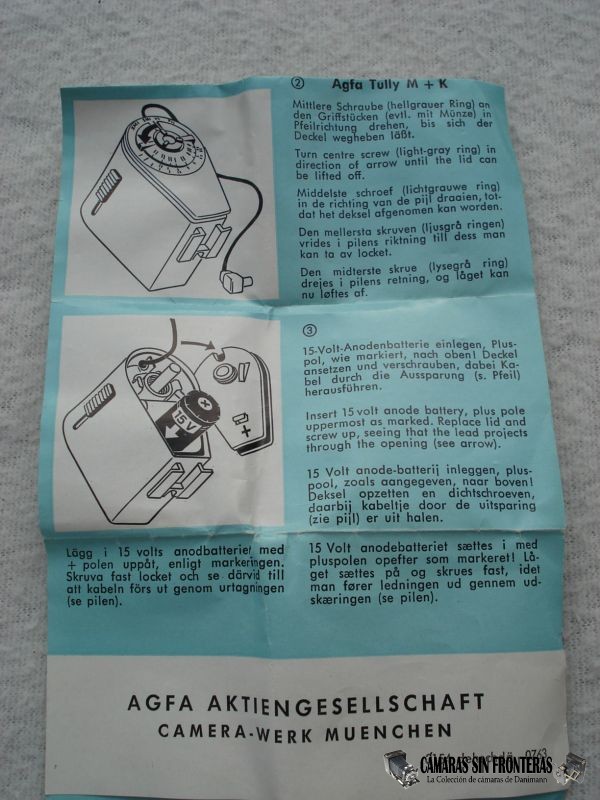 ② Agfa Tully M + K
Mittlere Schraube (hellgrauer Ring) an
den Griffstücken (evtl. mit Münze) in
Pfeilrichtung drehen, bis sich der
Deckel wegheben läßt.
Turn centre screw (light-gray ring) in
direction of arrow until the lid can
be lifted off.
Middelste schroef (lichtgrauwe ring)
in de richting van de pijl draaien, tot-
dat het deksel afgenomen kan worden.
Den mellersta skruven (ljusgrå ringen)
vrides i pilens riktning till dess man
kan ta av locket.
Den midterste skrue (lysegrå ring)
drejes i pilens retning, og låget kan
nu løftes af.
③
15-Volt-Anodenbatterie einlegen, Plus-
pol, wie markiert, nach oben! Deckel
ansetzen und verschrauben, dabei Ka-
bel durch die Aussparung (s. Pfeil)
herausführen.
Insert 15 volt anode battery, plus pole
uppermost as marked. Replace lid and
screw up, seeing that the lead projects
through the opening (see arrow).
15 Volt anode-batterij inleggen, plus-
pool, zoals aangegeven, naar boven!
Deksel opzetten en dichtschroeven,
daarbij kabeltje door de uitsparing
(zie pijl) er uit halen.
15 V
+
Lägg i 15 volts anodbatteriet med
+ polen uppåt, enligt markeringen.
Skruva fast locket och se därvid till
att kabeln förs ut genom urtagningen
(se pilen).
15 Volt anodebatteriet sættes i med
pluspolen opefter som markeret! Lå-
get sættes på og skrues fast, idet
man fører ledningen ud gennem ud-
skæringen (se pilen).
AGFA AKTIENGESELLSCHAFT
CAMERA-WERK MUENCHEN
0763
CÁMARAS SIN FRONTERAS
La Colección de cámaras de Danimann